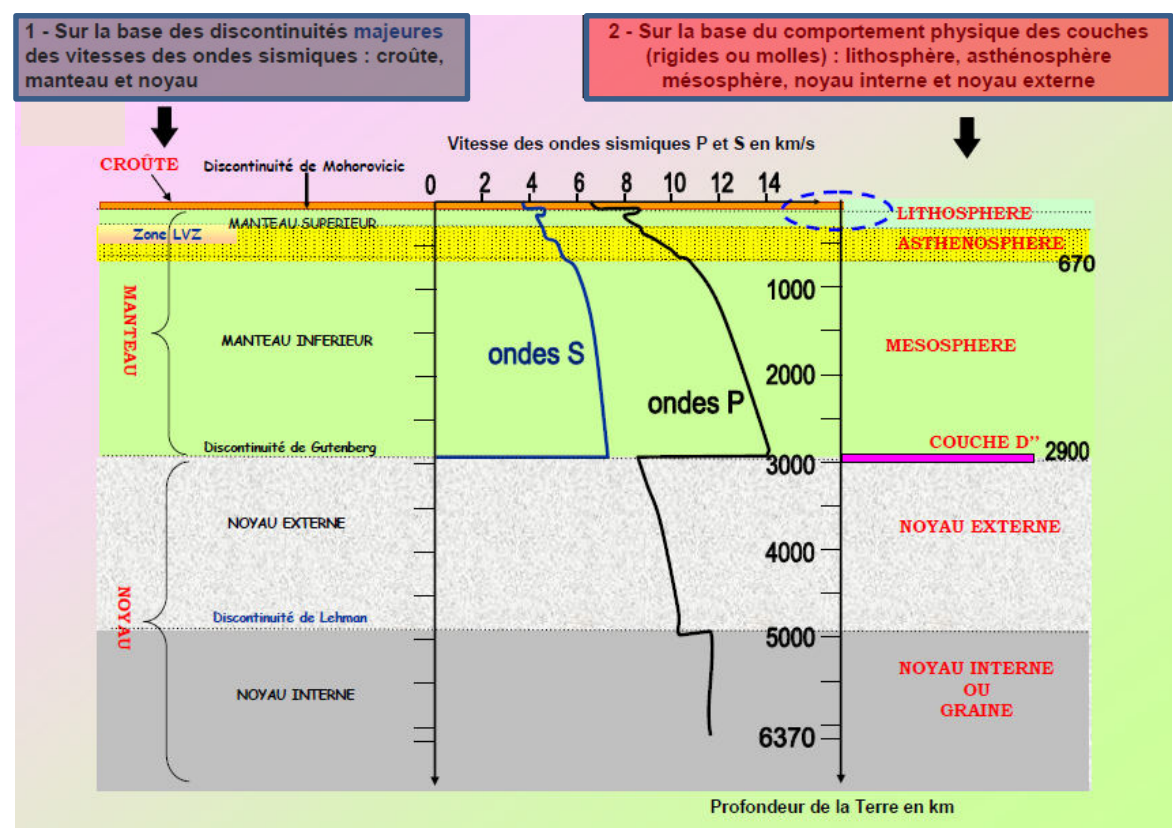 1 - Sur la base des discontinuités majeures
des vitesses des ondes sismiques : croûte,
manteau et noyau
2 - Sur la base du comportement physique des couches
(rigides ou molles) : lithosphère, asthénosphère
mésosphère, noyau interne et noyau externe
Vitesse des ondes sismiques P et S en km/s
CROÛTE
Discontinuité de Mohorovicic
0 2 4 6 8 10 12 14
MANTEAU SUPERIEUR
LITHOSPHERE
Zone LVZ
ASTHENOSPHERE
670
1000
MANTEAU
MANTEAU INFERIEUR
ondes S
MESOSPHERE
2000
ondes P
Discontinuité de Gutenberg
COUCHE D’’
2900
3000
NOYAU EXTERNE
NOYAU EXTERNE
4000
NOYAU
Discontinuité de Lehman
5000
NOYAU INTERNE
NOYAU INTERNE
OU
GRAINE
6370
Profondeur de la Terre en km